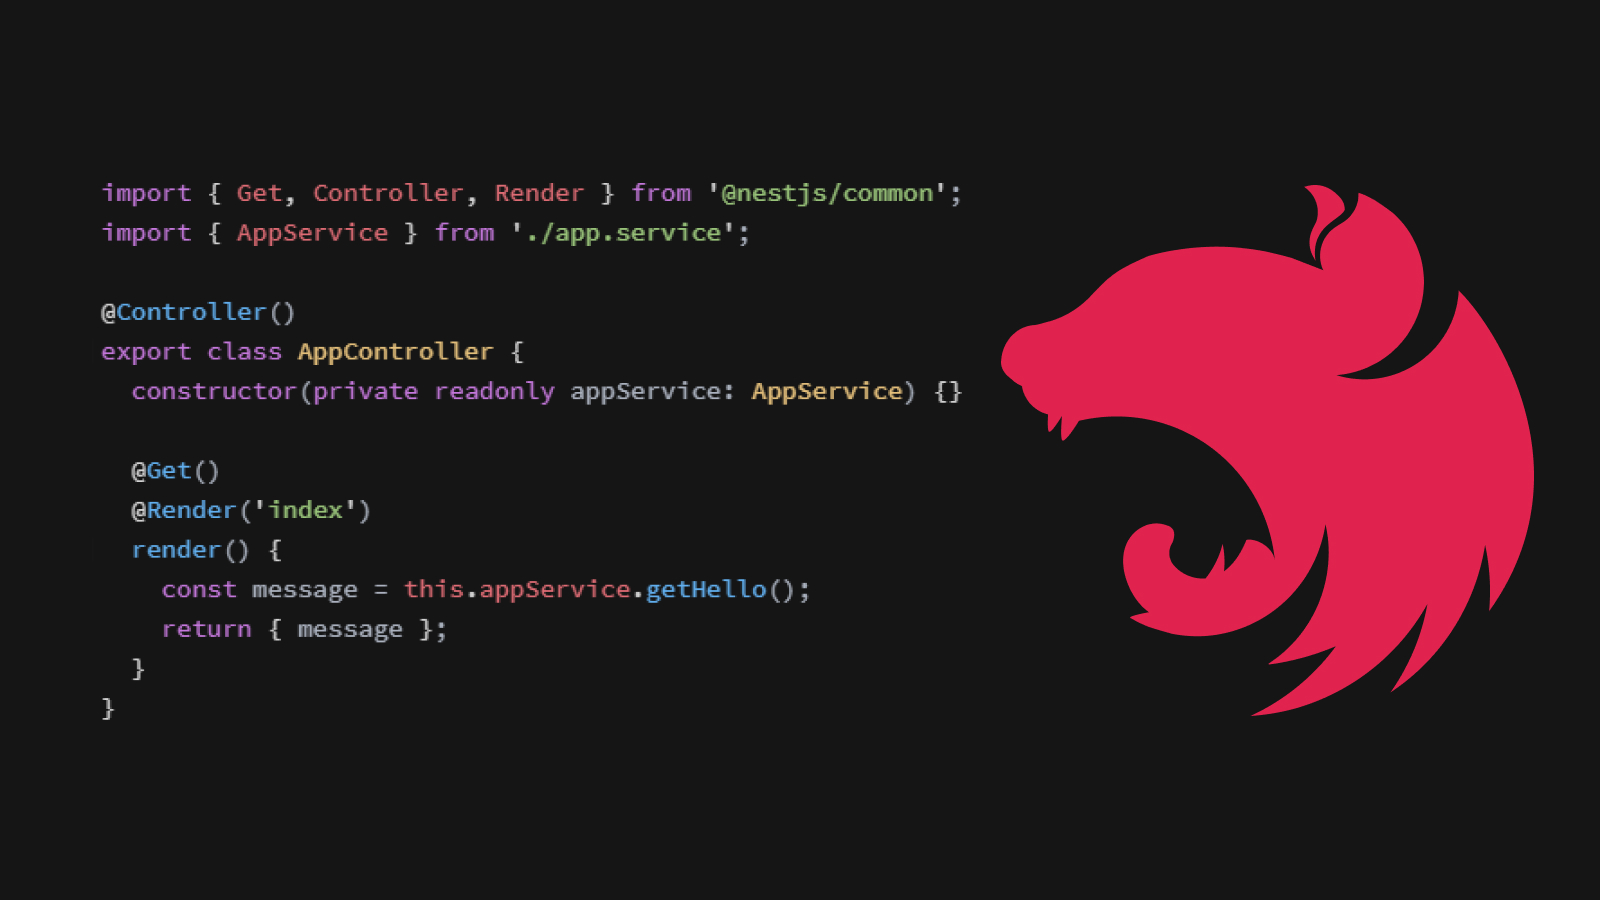 import { Get, Controller, Render } from '@nestjs/common';
import { AppService } from './app.service';
@Controller()
export class AppController {
constructor(private readonly appService: AppService) {}
@Get()
@Render('index')
render() {
const message = this.appService.getHello();
return { message };
}
}